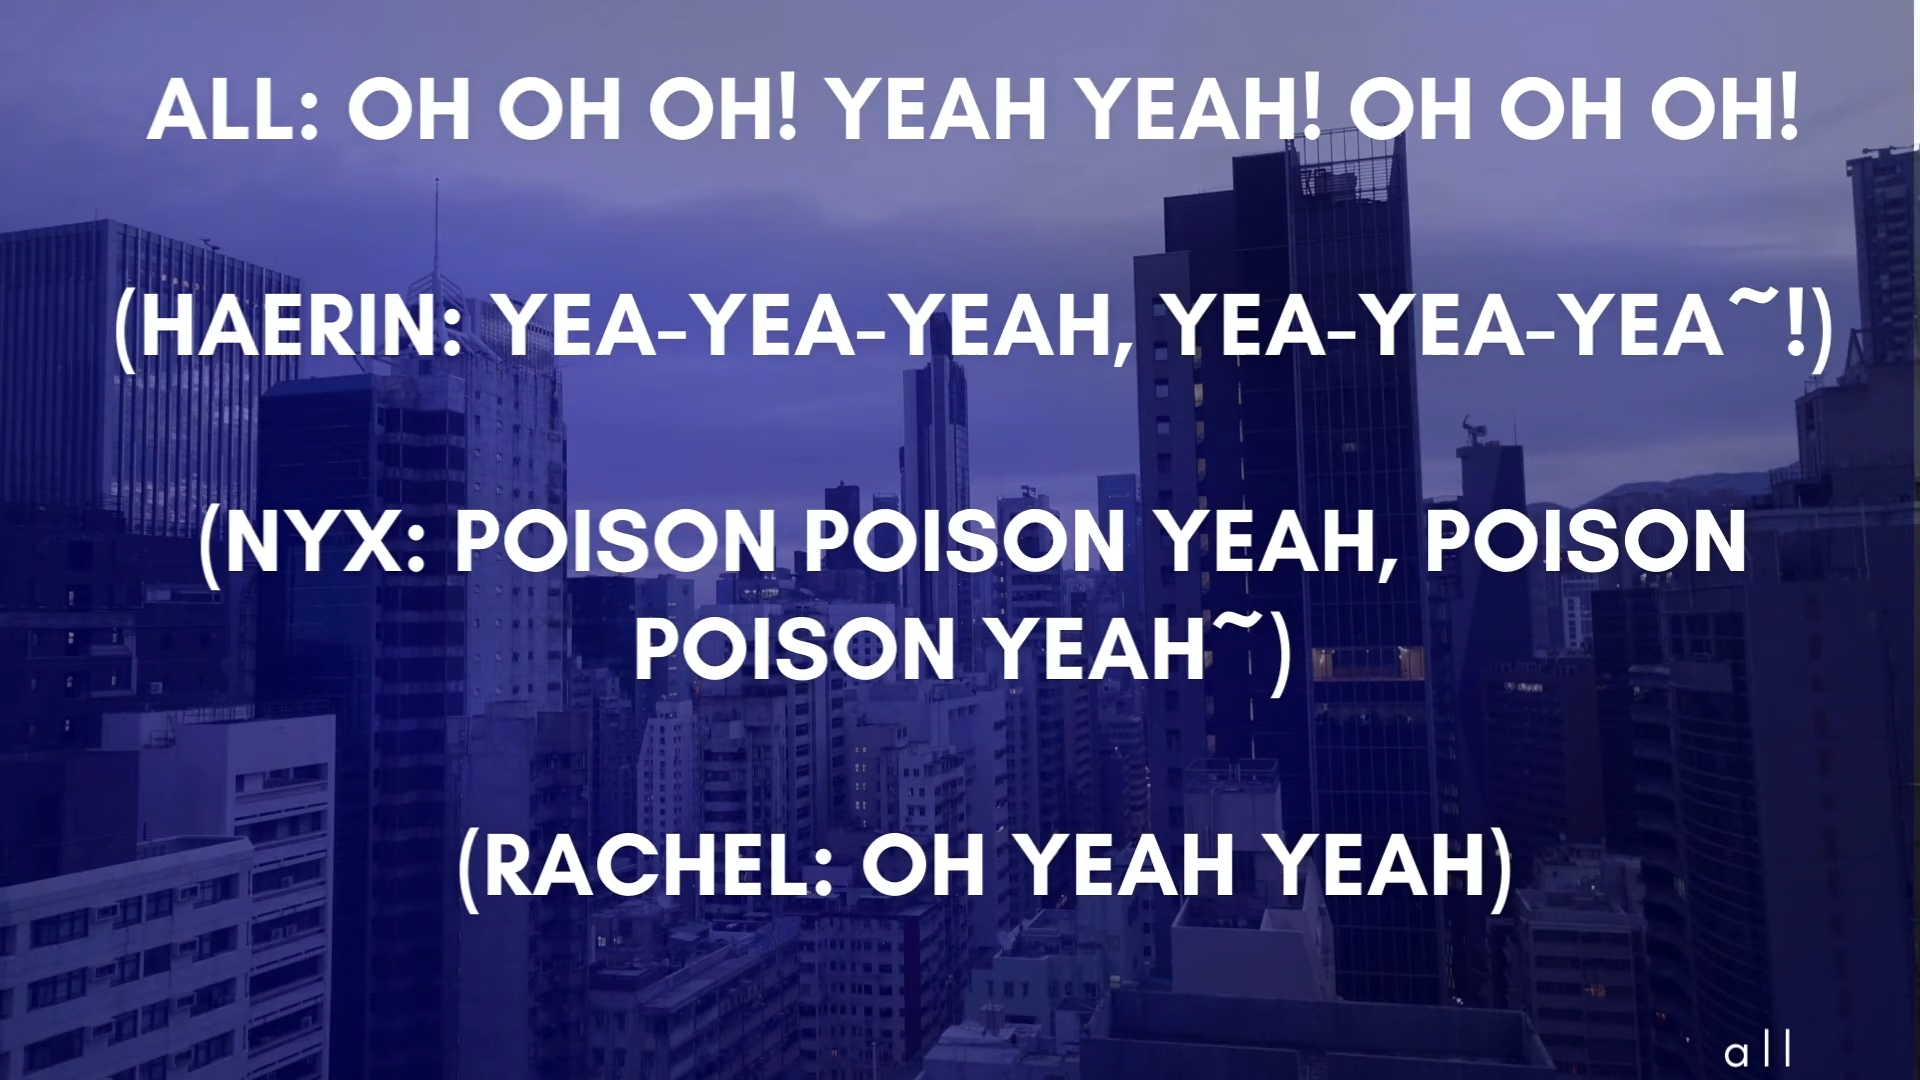 ALL: OH OH OH! YEAH YEAH! OH OH OH!
(HAERIN: YEA-YEA-YEAH, YEA-YEA-YEA~!)
(NYX: POISON POISON YEAH, POISON
POISON YEAH~)
(RACHEL: OH YEAH YEAH)
all